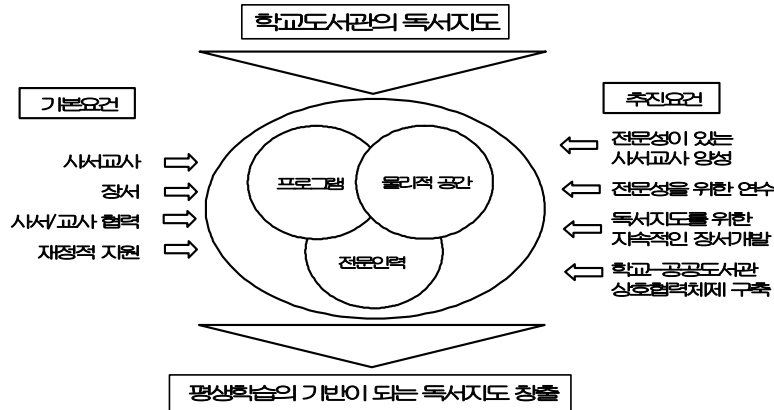 학교도서관의 독서지도
기본요건
사서교사
장서
사서/교사 협력
재정적 지원
프로그램
물리적 공간
전문인력
추진요건
전문성이 있는
사서교사 양성
전문성을 위한 연수
독서지도를 위한
지속적인 장서개발
학교-공공도서관
상호협력체제 구축
평생학습의 기반이 되는 독서지도 창출